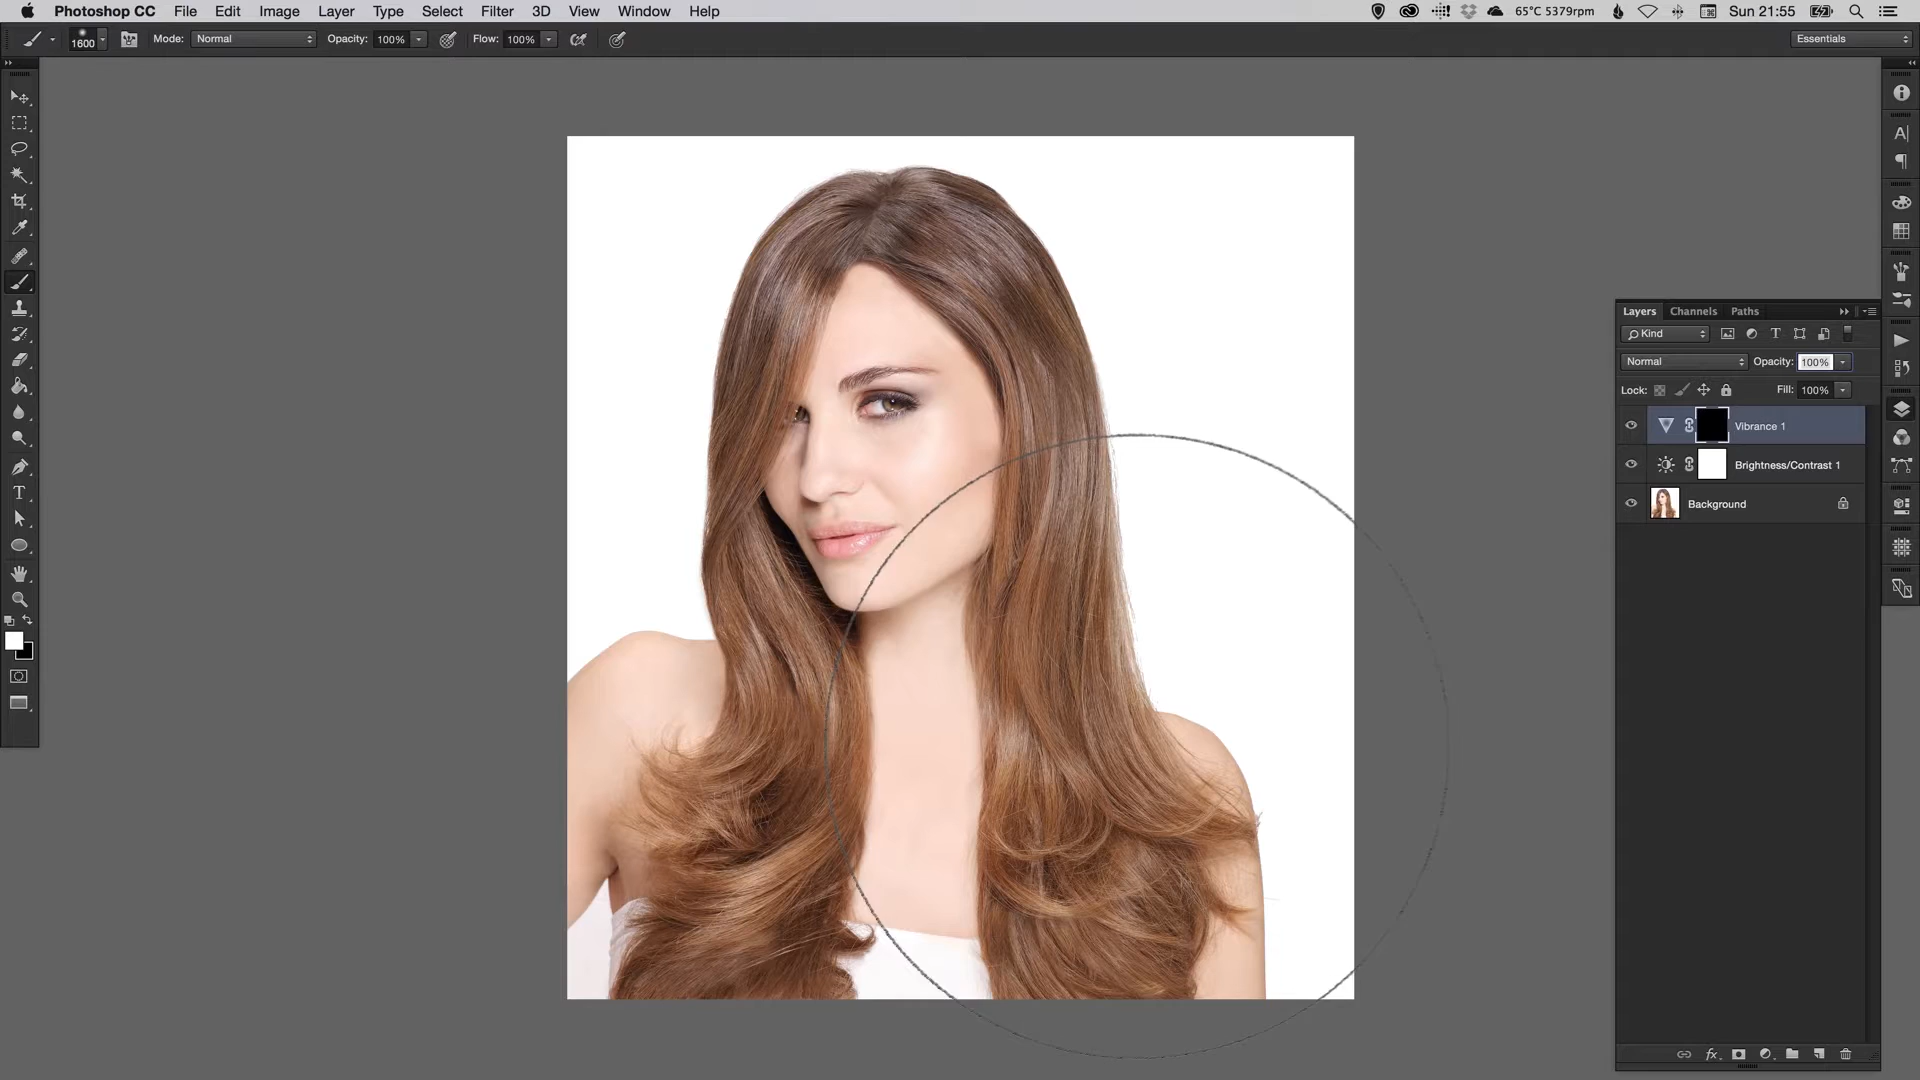 Photoshop CC File Edit Image Layer Type Select Filter 3D View Window Help 65°C 5379rpm Sun 21:55
1600 Mode: Normal Opacity: 100% Flow: 100% Essentials
Layers Channels Paths
Kind
Normal Opacity: 100%
Lock: Fill: 100%
Vibrance 1
Brightness/Contrast 1
Background